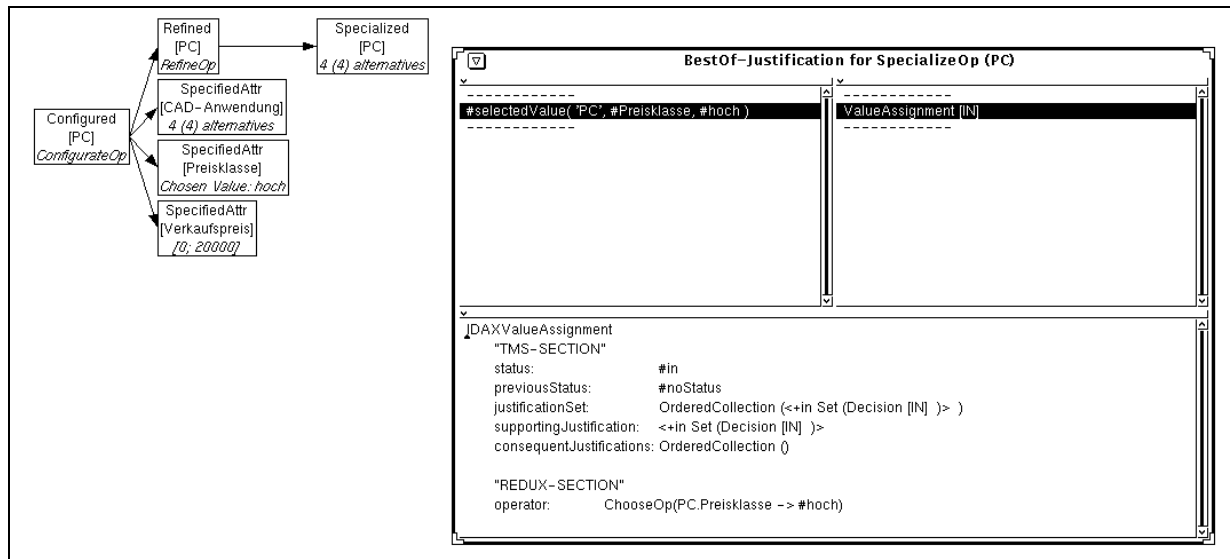 Refined
[PC]
RefineOp
Specialized
[PC]
4 (4) alternatives
SpecifiedAttr
[CAD-Anwendung]
4 (4) alternatives
Configured
[PC]
ConfigurateOp
SpecifiedAttr
[Preisklasse]
Chosen Value: hoch
SpecifiedAttr
[Verkaufspreis]
[0; 20000]
BestOf-Justification for SpecializeOp (PC)
-------------
#selectedValue( 'PC', #Preisklasse, #hoch )
-------------
-------------
ValueAssignment [IN]
-------------
IDAXValueAssignment
"TMS-SECTION"
status: #in
previousStatus: #noStatus
justificationSet: OrderedCollection (<+in Set (Decision [IN] )> )
supportingJustification: <+in Set (Decision [IN] )>
consequentJustifications: OrderedCollection ()
"REDUX-SECTION"
operator: ChooseOp(PC.Preisklasse -> #hoch)